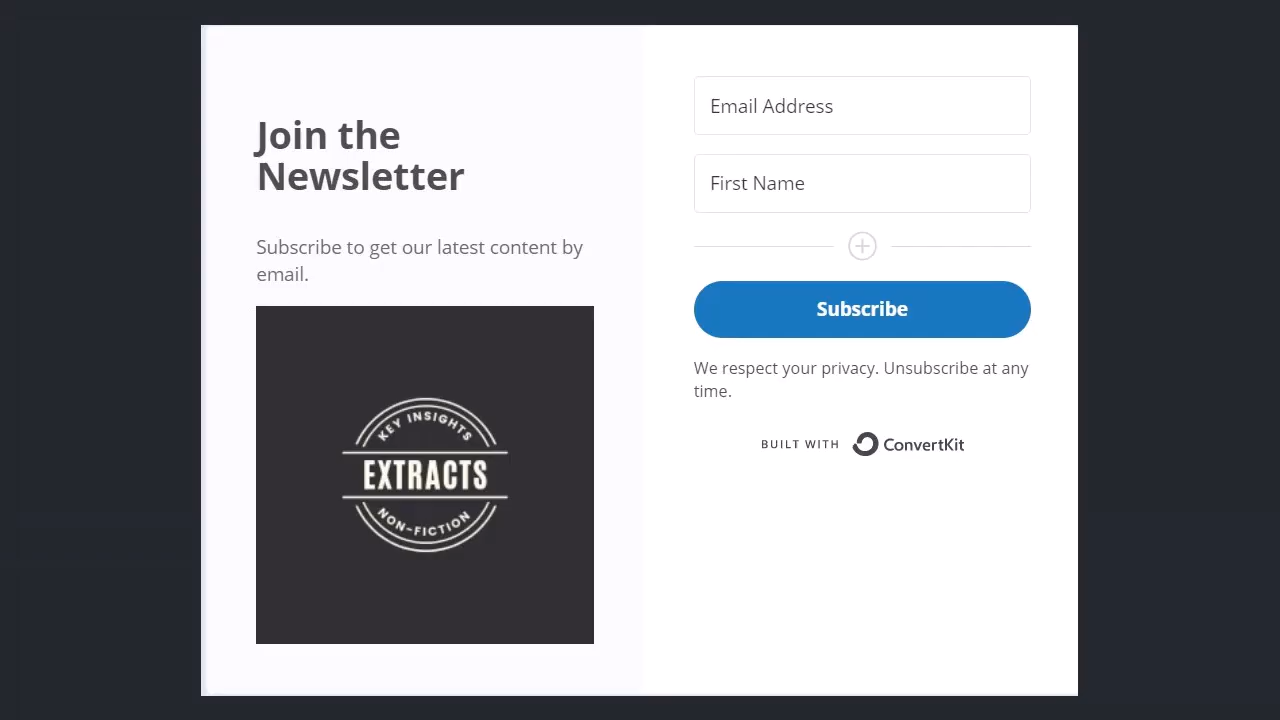 Join the
Newsletter
Subscribe to get our latest content by
email.
KEY INSIGHTS
EXTRACTS
NON-FICTION
Email Address
First Name
Subscribe
We respect your privacy. Unsubscribe at any
time.
BUILT WITH ConvertKit